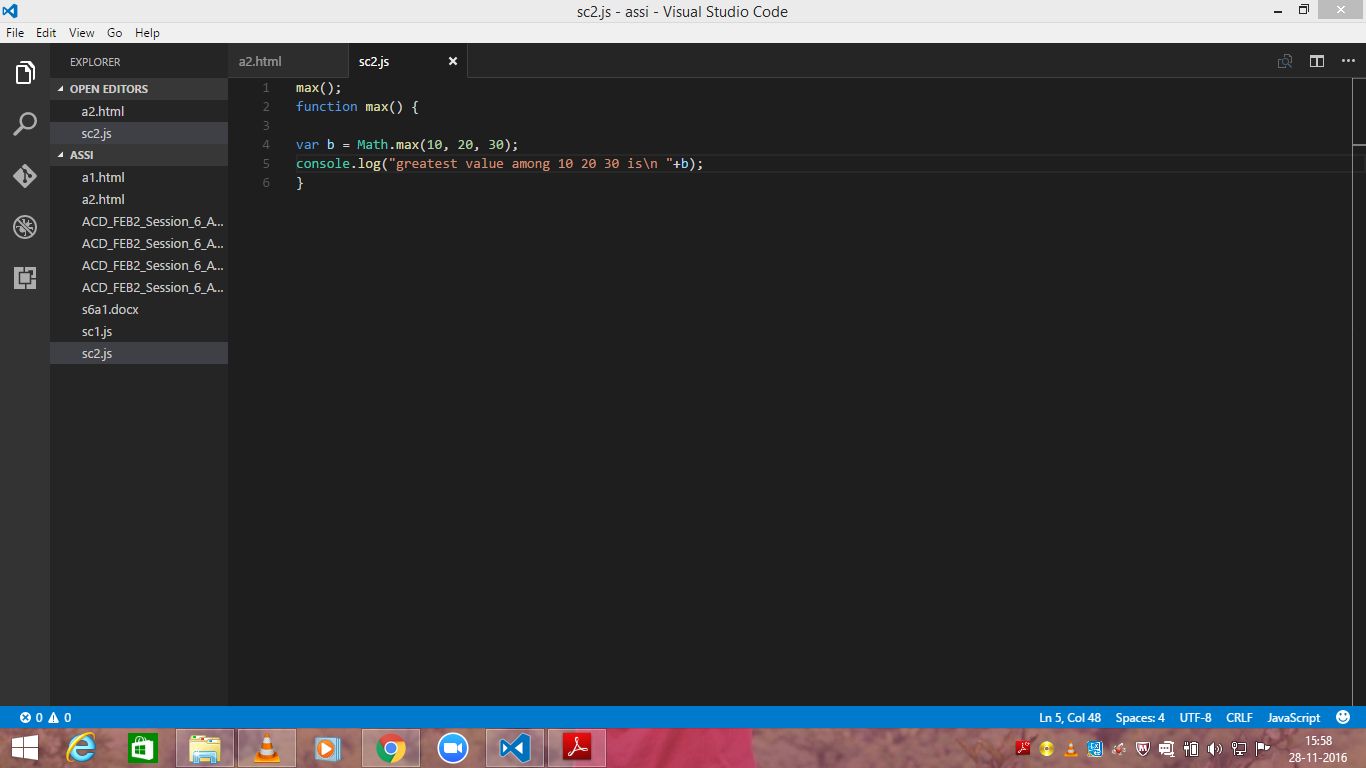 sc2.js - assi - Visual Studio Code
File Edit View Go Help
EXPLORER
OPEN EDITORS
a2.html
sc2.js
ASSI
a1.html
a2.html
ACD_FEB2_Session_6_A...
ACD_FEB2_Session_6_A...
ACD_FEB2_Session_6_A...
ACD_FEB2_Session_6_A...
s6a1.docx
sc1.js
sc2.js
a2.html sc2.js
1 max();
2 function max() {
3
4 var b = Math.max(10, 20, 30);
5 console.log("greatest value among 10 20 30 is\n "+b);
6 }
0 0 Ln 5, Col 48 Spaces: 4 UTF-8 CRLF JavaScript
15:58
28-11-2016